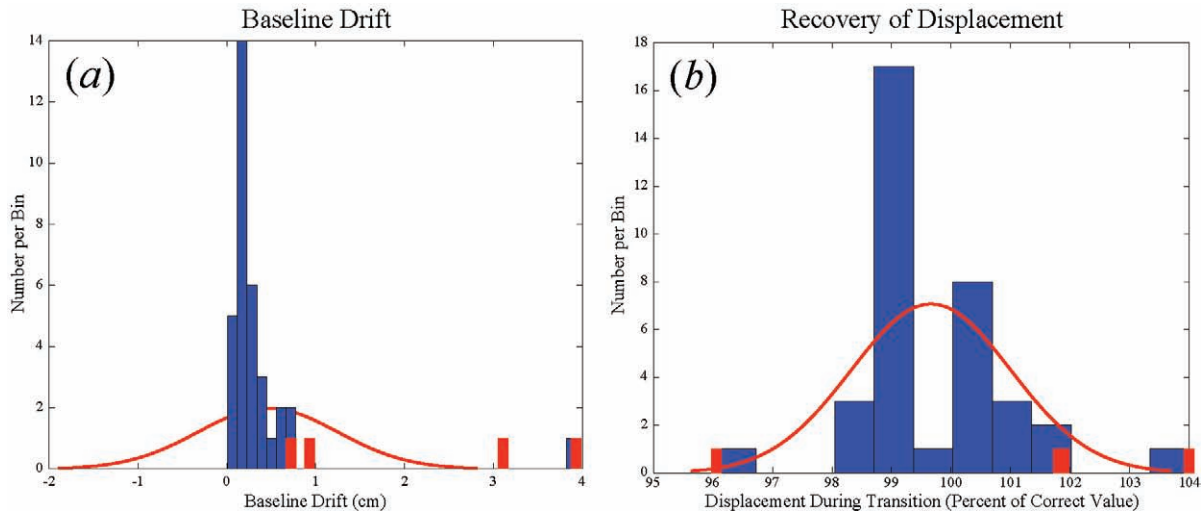 Baseline Drift
(a)
14
12
10
8
6
4
2
0
-2 -1 0 1 2 3 4
Number per Bin
Baseline Drift (cm)
Recovery of Displacement
(b)
18
16
14
12
10
8
6
4
2
0
95 96 97 98 99 100 101 102 103 104
Number per Bin
Displacement During Transition (Percent of Correct Value)